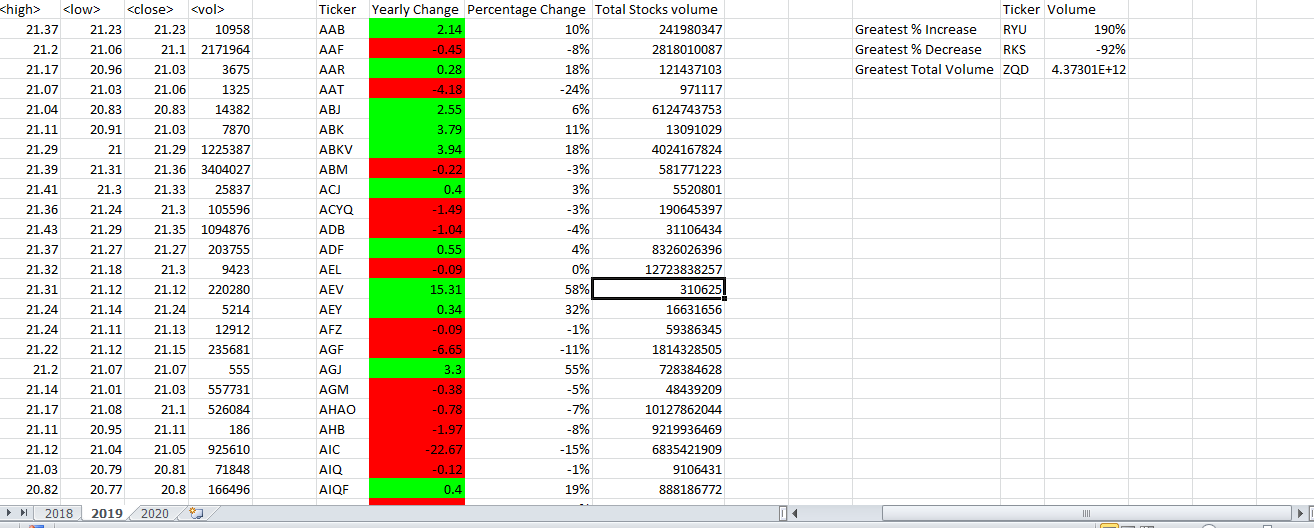 <high> <low> <close> <vol> Ticker Yearly Change Percentage Change Total Stocks volume Ticker Volume
21.37 21.23 21.23 10958 AAB 2.14 10% 241980347 Greatest % Increase RYU 190%
21.2 21.06 21.1 2171964 AAF -0.45 -8% 2818010087 Greatest % Decrease RKS -92%
21.17 20.96 21.03 3675 AAR 0.28 18% 121437103 Greatest Total Volume ZQD 4.37301E+12
21.07 21.03 21.06 1325 AAT -4.18 -24% 971117
21.04 20.83 20.83 14382 ABJ 2.55 6% 6124743753
21.11 20.91 21.03 7870 ABK 3.79 11% 13091029
21.29 21 21.29 1225387 ABKV 3.94 18% 4024167824
21.39 21.31 21.36 3404027 ABM -0.22 -3% 581771223
21.41 21.3 21.33 25837 ACJ 0.4 3% 5520801
21.36 21.24 21.3 105596 ACYQ -1.49 -3% 190645397
21.43 21.29 21.35 1094876 ADB -1.04 -4% 31106434
21.37 21.27 21.27 203755 ADF 0.55 4% 8326026396
21.32 21.18 21.3 9423 AEL -0.09 0% 12723838257
21.31 21.12 21.12 220280 AEV 15.31 58% 310625
21.24 21.14 21.24 5214 AEY 0.34 32% 16631656
21.24 21.11 21.13 12912 AFZ -0.09 -1% 59386345
21.22 21.12 21.15 235681 AGF -6.65 -11% 1814328505
21.2 21.07 21.07 555 AGJ 3.3 55% 728384628
21.14 21.01 21.03 557731 AGM -0.38 -5% 48439209
21.17 21.08 21.1 526084 AHAO -0.78 -7% 10127862044
21.11 20.95 21.11 186 AHB -1.97 -8% 9219936469
21.12 21.04 21.05 925610 AIC -22.67 -15% 6835421909
21.03 20.79 20.81 71848 AIQ -0.12 -1% 9106431
20.82 20.77 20.8 166496 AIQF 0.4 19% 888186772
2018 2019 2020